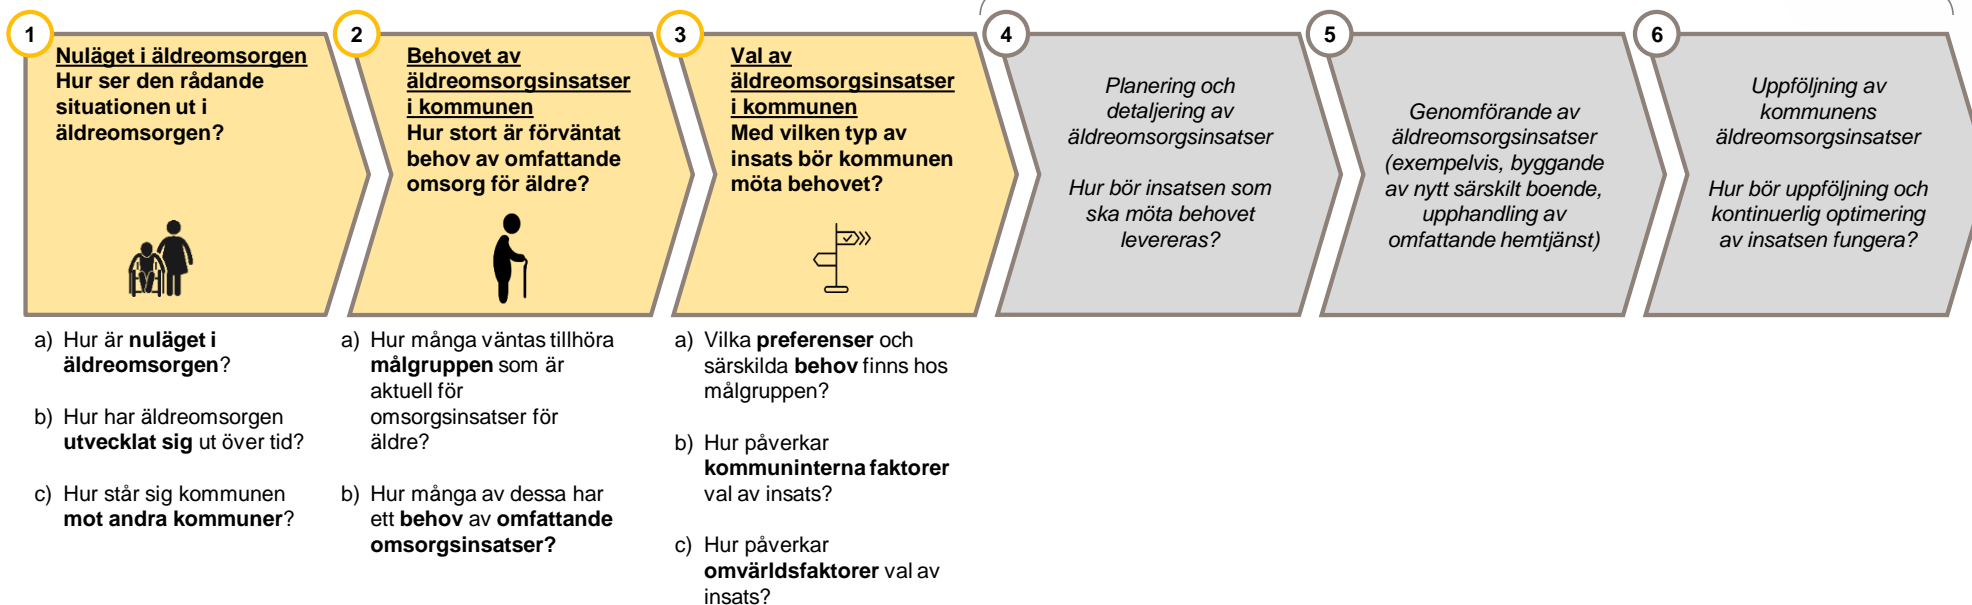 1
Nuläget i äldreomsorgen
Hur ser den rådande
situationen ut i
äldreomsorgen?
2
Behovet av
äldreomsorgsinsatser
i kommunen
Hur stort är förväntat
behov av omfattande
omsorg för äldre?
3
Val av
äldreomsorgsinsatser
i kommunen
Med vilken typ av
insats bör kommunen
möta behovet?
4
Planering och
detaljering av
äldreomsorgsinsatser
Hur bör insatsen som
ska möta behovet
levereras?
5
Genomförande av
äldreomsorgsinsatser
(exempelvis, byggande
av nytt särskilt boende,
upphandling av
omfattande hemtjänst)
6
Uppföljning av
kommunens
äldreomsorgsinsatser
Hur bör uppföljning och
kontinuerlig optimering
av insatsen fungera?
a) Hur är nuläget i
äldreomsorgen?
b) Hur har äldreomsorgen
utvecklat sig ut över tid?
c) Hur står sig kommunen
mot andra kommuner?
a) Hur många väntas tillhöra
målgruppen som är
aktuell för
omsorgsinsatser för
äldre?
b) Hur många av dessa har
ett behov av omfattande
omsorgsinsatser?
a) Vilka preferenser och
särskilda behov finns hos
målgruppen?
b) Hur påverkar
kommuninterna faktorer
val av insats?
c) Hur påverkar
omvärldsfaktorer val av
insats?